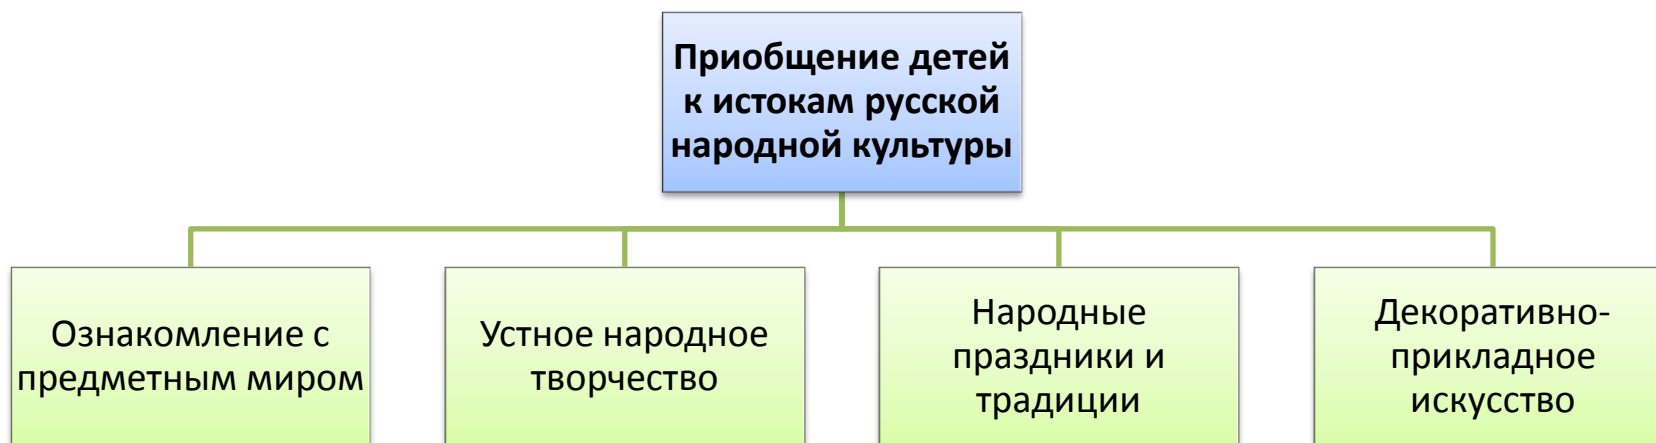 Приобщение детей
к истокам русской
народной культуры
Ознакомление с
предметным миром
Устное народное
творчество
Народные
праздники и
традиции
Декоративно-
прикладное
искусство